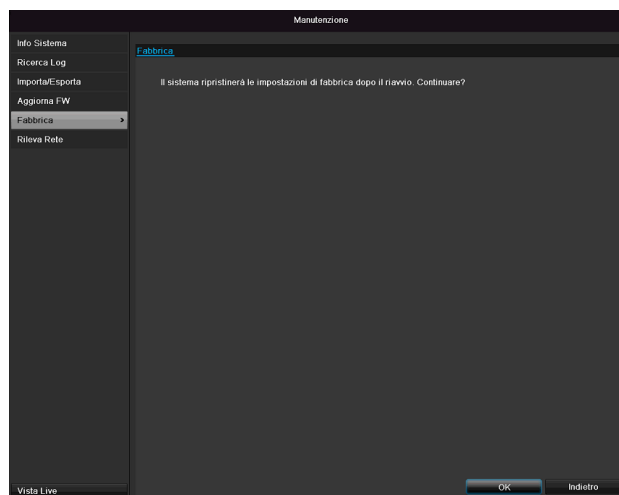 Manutenzione
Info Sistema
Ricerca Log
Importa/Esporta
Aggiorna FW
Fabbrica
Rileva Rete
Fabbrica
Il sistema ripristinerà le impostazioni di fabbrica dopo il riavvio. Continuare?
Vista Live
OK
Indietro